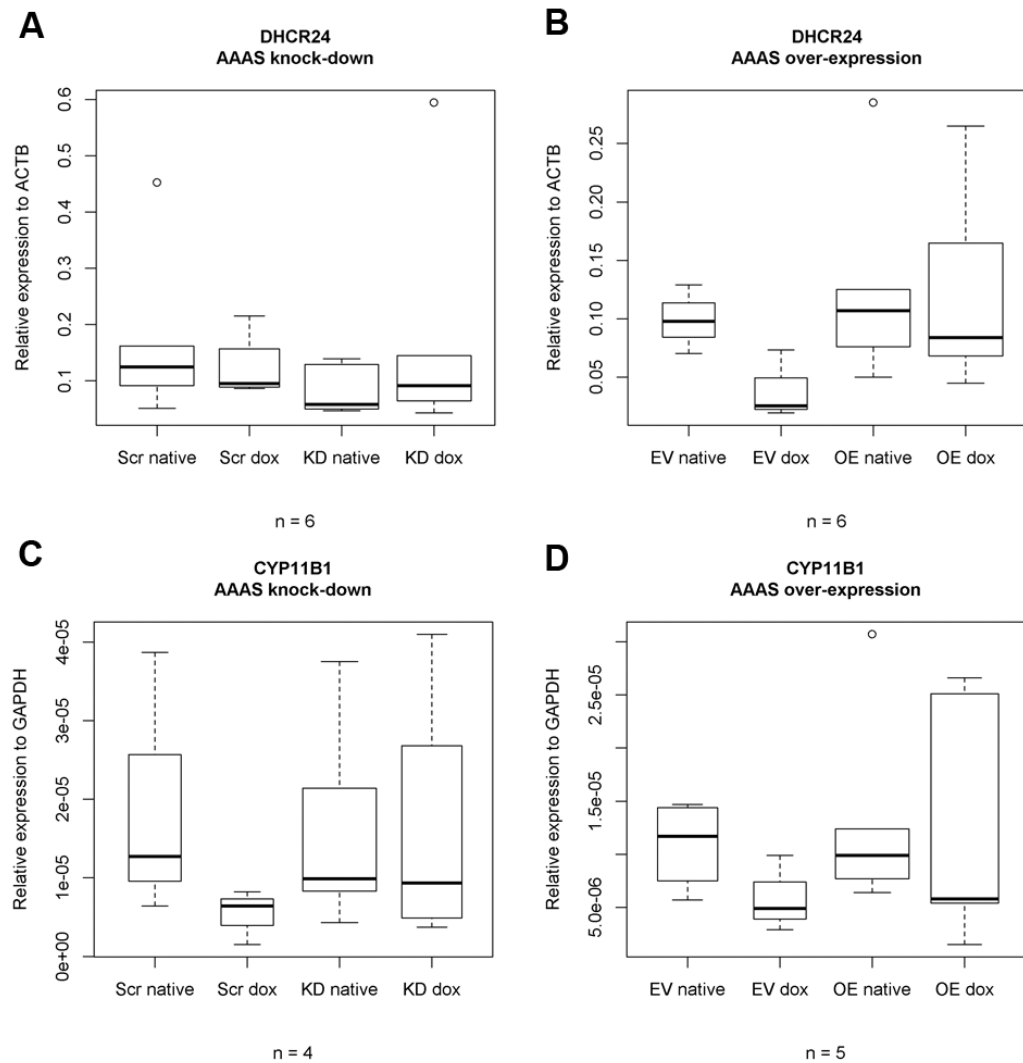 A
DHCR24
AAAS knock-down
Relative expression to ACTB
0.6
0.5
0.4
0.3
0.2
0.1
Scr native
Scr dox
KD native
KD dox
n = 6
B
DHCR24
AAAS over-expression
Relative expression to ACTB
0.25
0.20
0.15
0.10
0.05
EV native
EV dox
OE native
OE dox
n = 6
C
CYP11B1
AAAS knock-down
Relative expression to GAPDH
4e-05
3e-05
2e-05
1e-05
0e+00
Scr native
Scr dox
KD native
KD dox
n = 4
D
CYP11B1
AAAS over-expression
Relative expression to GAPDH
2.5e-05
1.5e-05
5.0e-06
EV native
EV dox
OE native
OE dox
n = 5